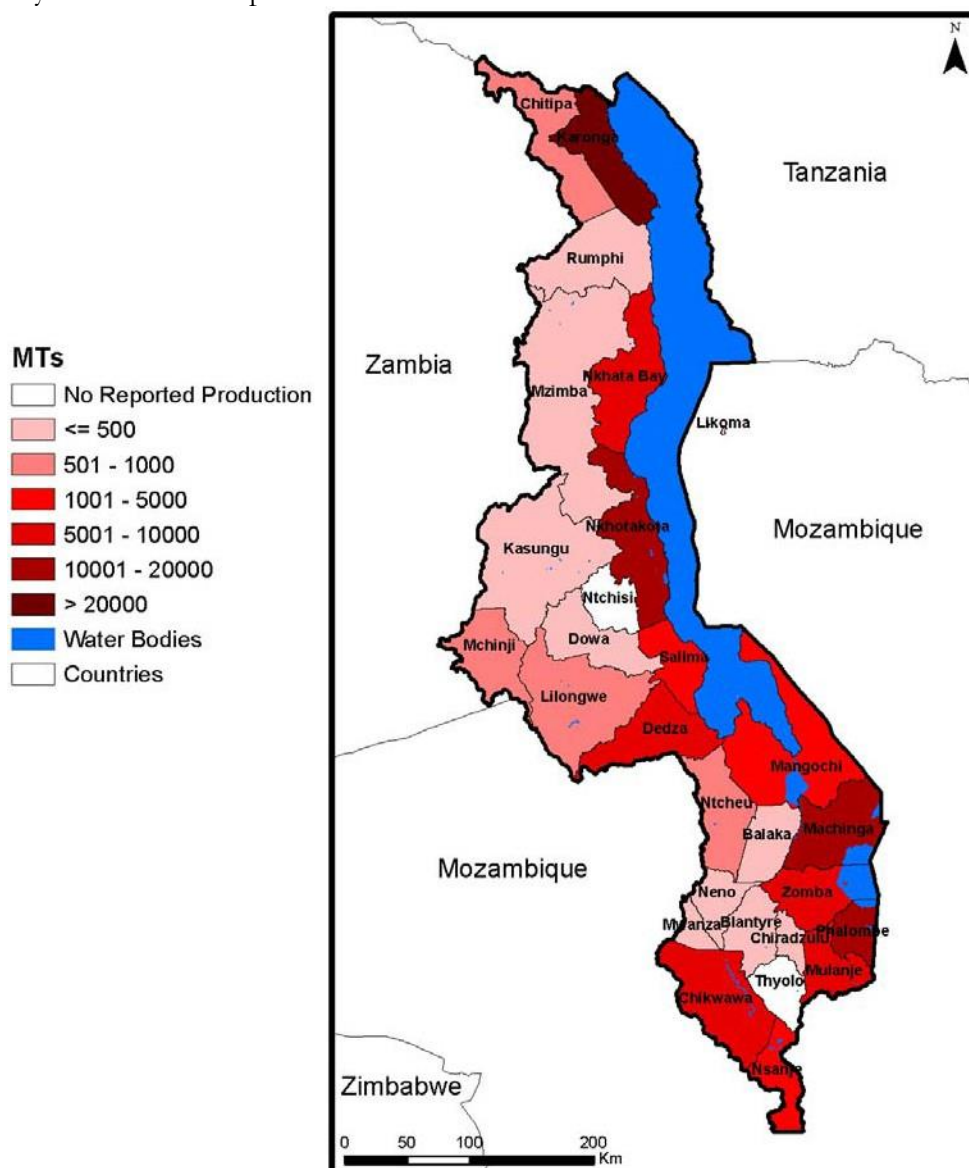 N
Chitipa
Karonga
Tanzania
Rumphi
MTs
No Reported Production
<= 500
501 - 1000
1001 - 5000
5001 - 10000
10001 - 20000
> 20000
Water Bodies
Countries
Zambia
Nkhata Bay
Mzimba
Likoma
Nkhotakota
Mozambique
Kasungu
Ntchisi
Dowa
Mchinji
Salima
Lilongwe
Dedza
Mangochi
Ntcheu
Balaka
Machinga
Mozambique
Neno
Zomba
Mwanza
Blantyre
Chiradzulu
Phalombe
Thyolo
Mulanje
Chikwawa
Nsanje
Zimbabwe
0 50 100 200
Km